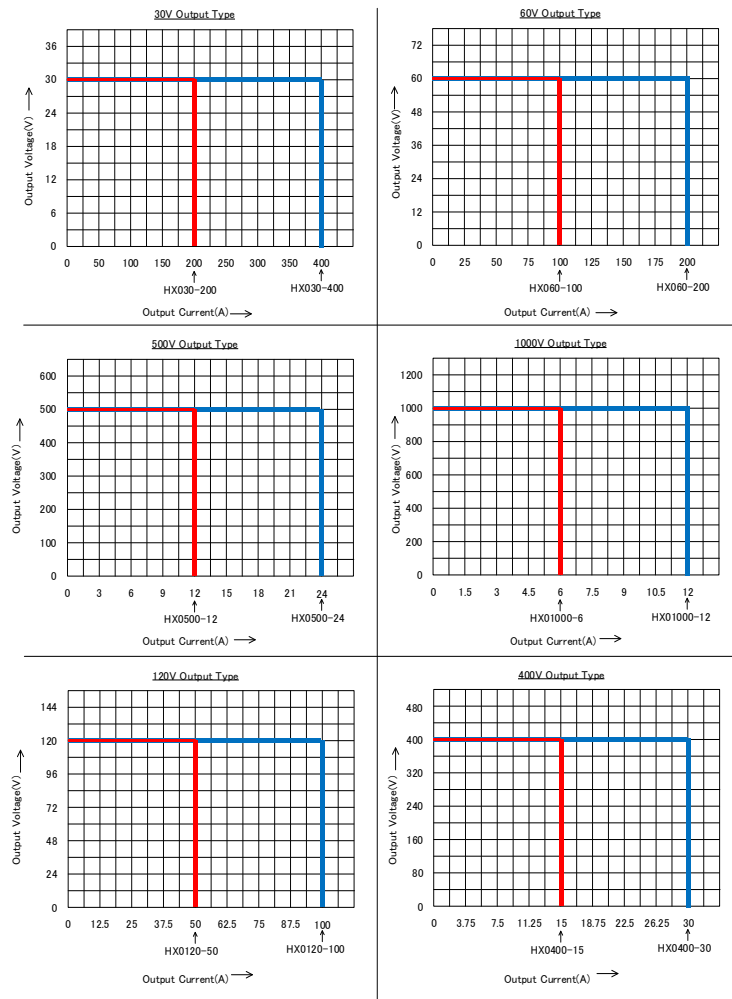 30V Output Type
Output Voltage(V)
36
30
24
18
12
6
0
0 50 100 150 200 250 300 350 400
HX030-200 HX030-400
Output Current(A)
60V Output Type
Output Voltage(V)
72
60
48
36
24
12
0
0 25 50 75 100 125 150 175 200
HX060-100 HX060-200
Output Current(A)
500V Output Type
Output Voltage(V)
600
500
400
300
200
100
0
0 3 6 9 12 15 18 21 24
HX0500-12 HX0500-24
Output Current(A)
1000V Output Type
Output Voltage(V)
1200
1000
800
600
400
200
0
0 1.5 3 4.5 6 7.5 9 10.5 12
HX01000-6 HX01000-12
Output Current(A)
120V Output Type
Output Voltage(V)
144
120
96
72
48
24
0
0 12.5 25 37.5 50 62.5 75 87.5 100
HX0120-50 HX0120-100
Output Current(A)
400V Output Type
Output Voltage(V)
480
400
320
240
160
80
0
0 3.75 7.5 11.25 15 18.75 22.5 26.25 30
HX0400-15 HX0400-30
Output Current(A)